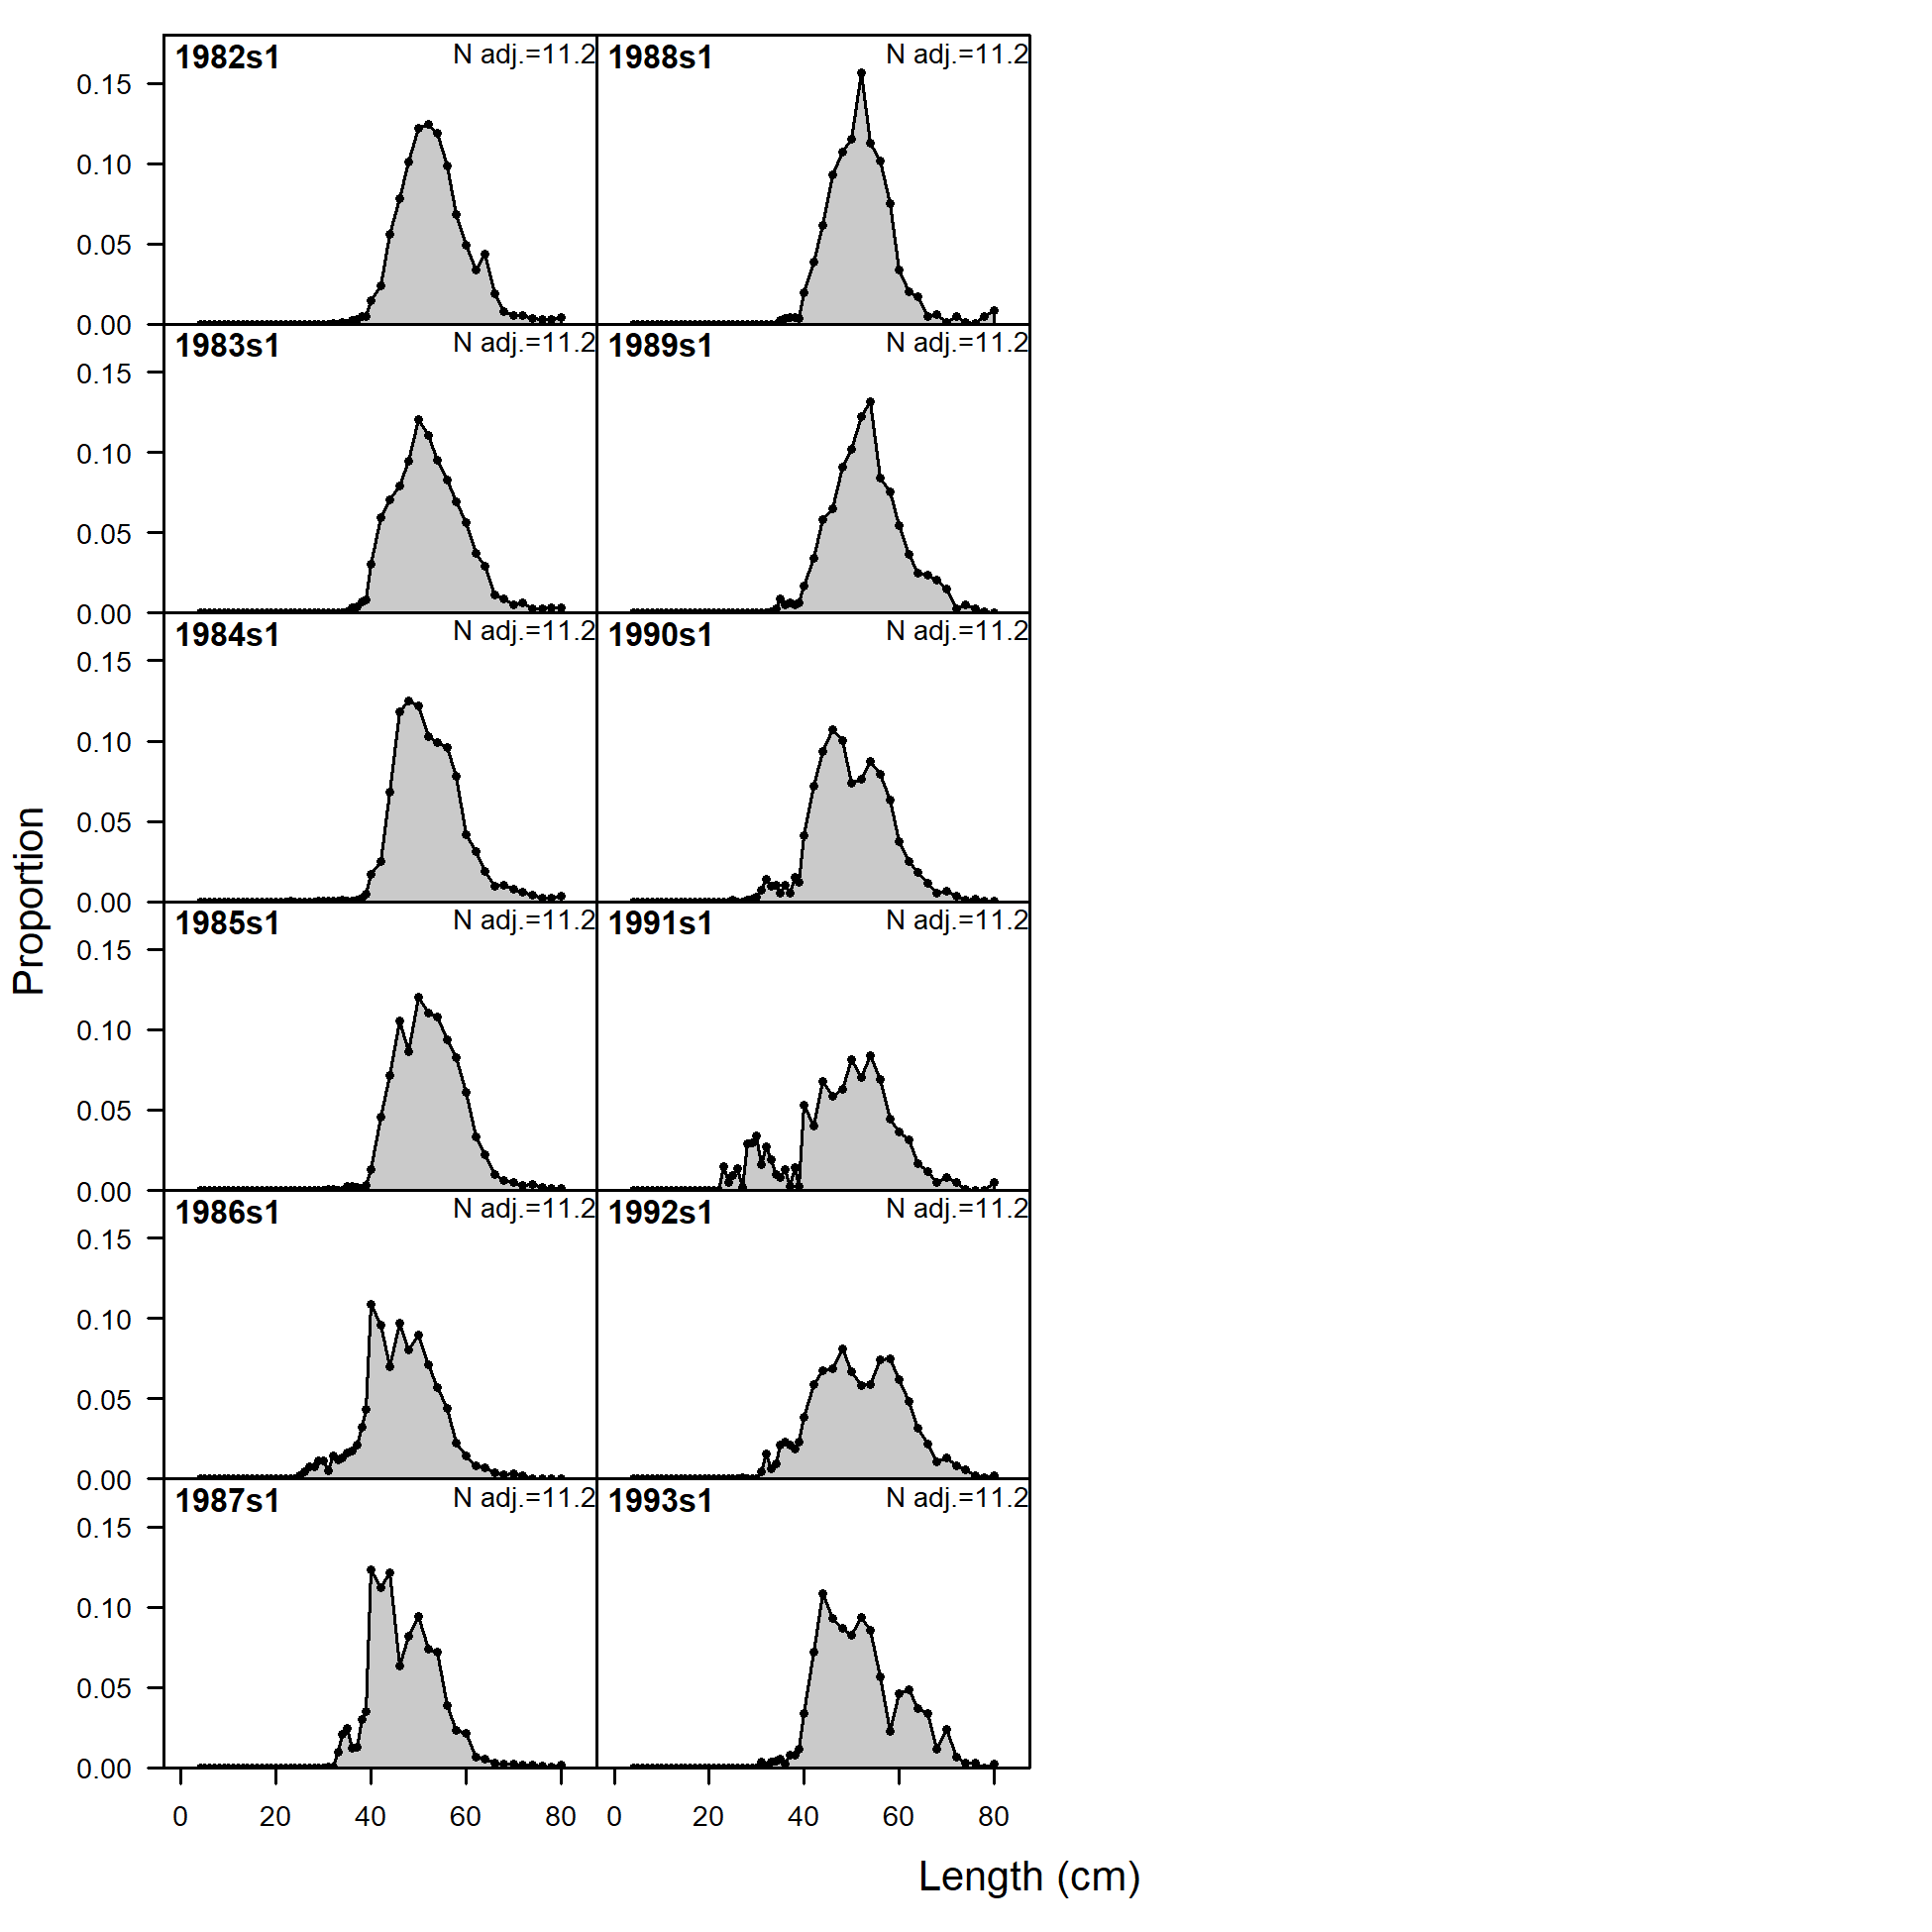 1982s1 N adj.=11.2
1988s1 N adj.=11.2
0.15
0.10
0.05
0.00
1983s1 N adj.=11.2
1989s1 N adj.=11.2
0.15
0.10
0.05
0.00
1984s1 N adj.=11.2
1990s1 N adj.=11.2
0.15
0.10
0.05
0.00
1985s1 N adj.=11.2
1991s1 N adj.=11.2
0.15
0.10
0.05
0.00
1986s1 N adj.=11.2
1992s1 N adj.=11.2
0.15
0.10
0.05
0.00
1987s1 N adj.=11.2
1993s1 N adj.=11.2
0.15
0.10
0.05
0.00
Proportion
0 20 40 60 80
0 20 40 60 80
Length (cm)